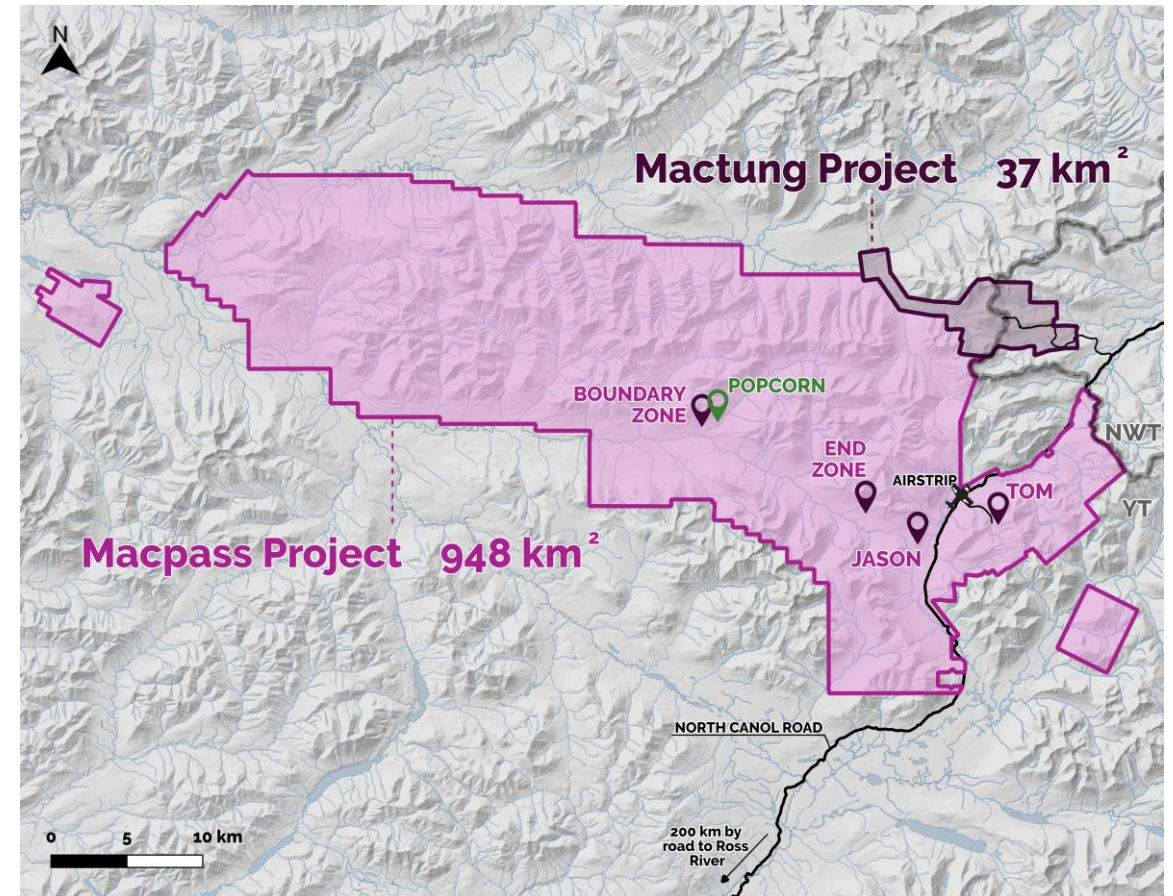 N
Mactung Project 37 km²
BOUNDARY
ZONE
POPCORN
END
ZONE
AIRSTRIP
TOM
NWT
YT
JASON
Macpass Project 948 km²
NORTH CANOL ROAD
200 km by
road to Ross
River
0 5 10 km